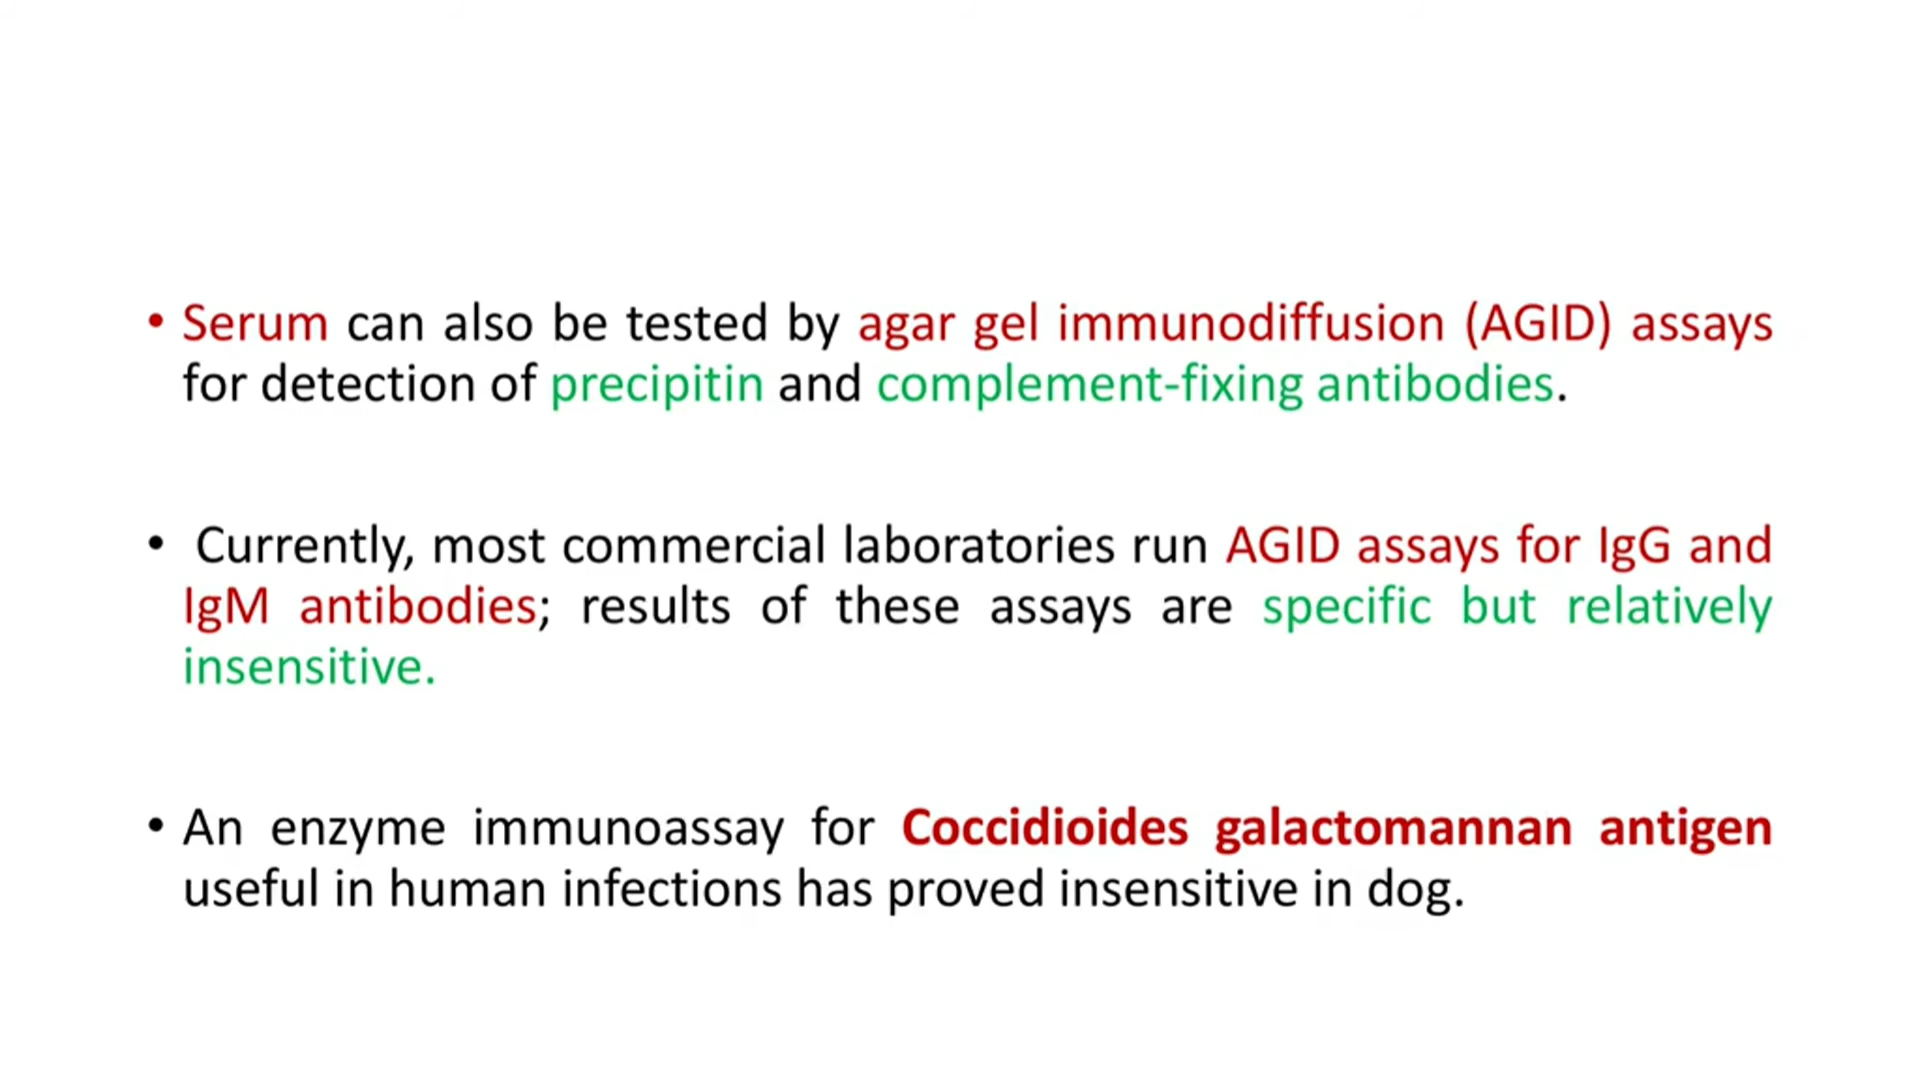 • Serum can also be tested by agar gel immunodiffusion (AGID) assays
for detection of precipitin and complement-fixing antibodies.
• Currently, most commercial laboratories run AGID assays for IgG and
IgM antibodies; results of these assays are specific but relatively
insensitive.
• An enzyme immunoassay for Coccidioides galactomannan antigen
useful in human infections has proved insensitive in dog.